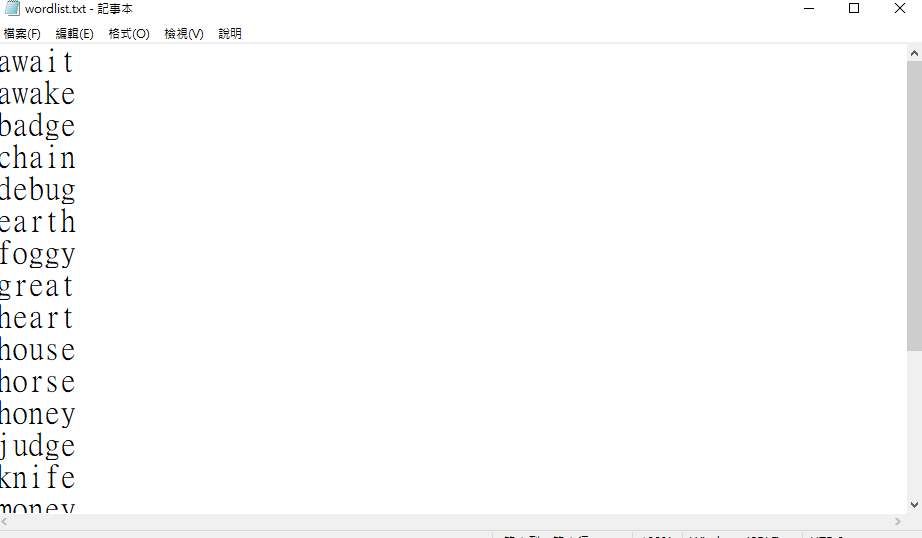 wordlist.txt - 記事本
檔案(F) 編輯(E) 格式(O) 檢視(V) 說明
await
awake
badge
chain
debug
earth
foggy
great
heart
house
horse
honey
judge
knife
money